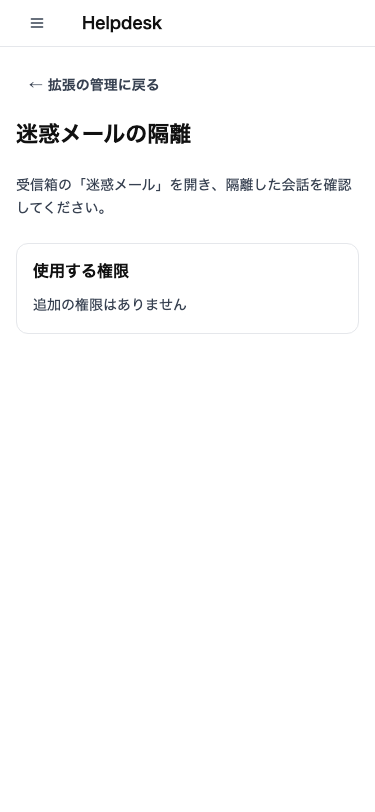 Helpdesk
← 拡張の管理に戻る
迷惑メールの隔離
受信箱の「迷惑メール」を開き、隔離した会話を確認
してください。
使用する権限
追加の権限はありません